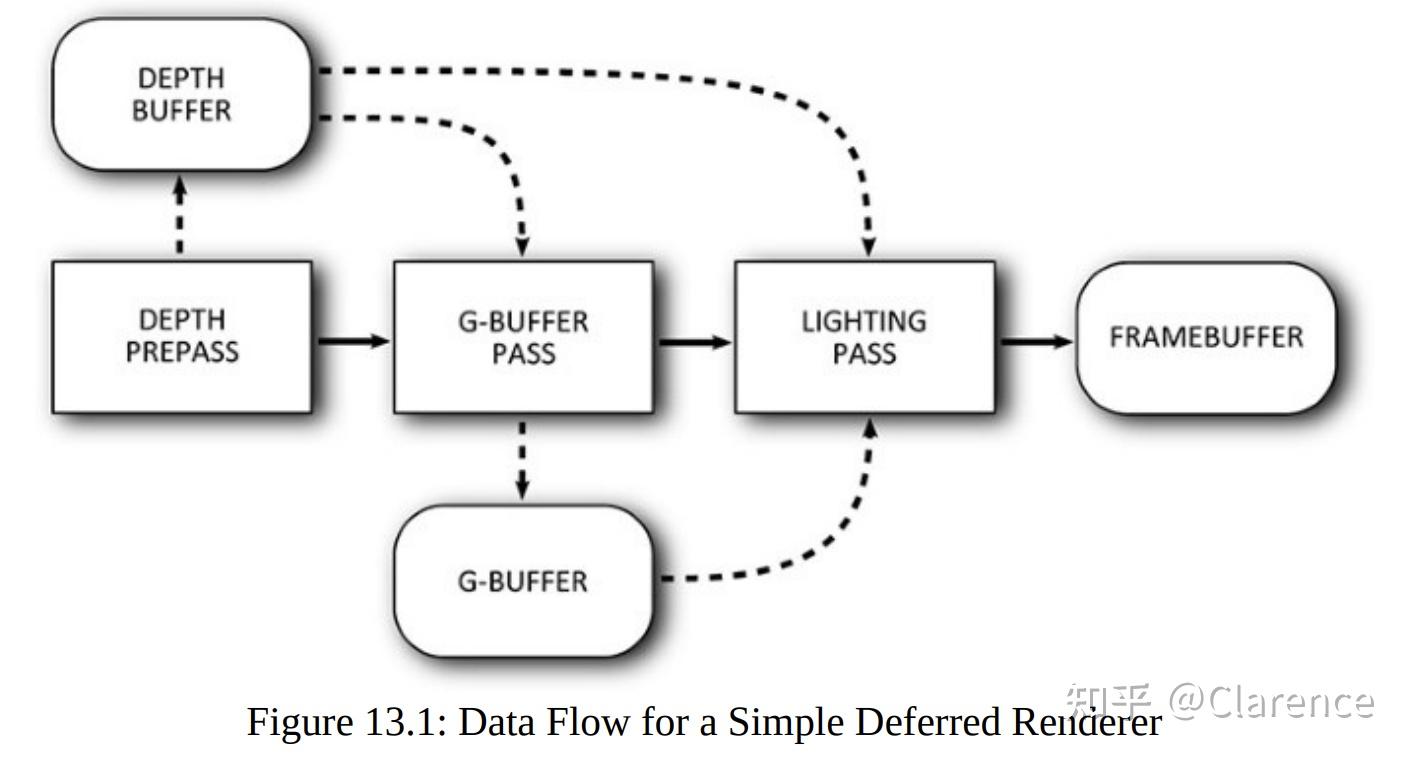 DEPTH
BUFFER
DEPTH
PREPASS
G-BUFFER
PASS
LIGHTING
PASS
FRAMEBUFFER
G-BUFFER
知乎 @Clarence
Figure 13.1: Data Flow for a Simple Deferred Renderer